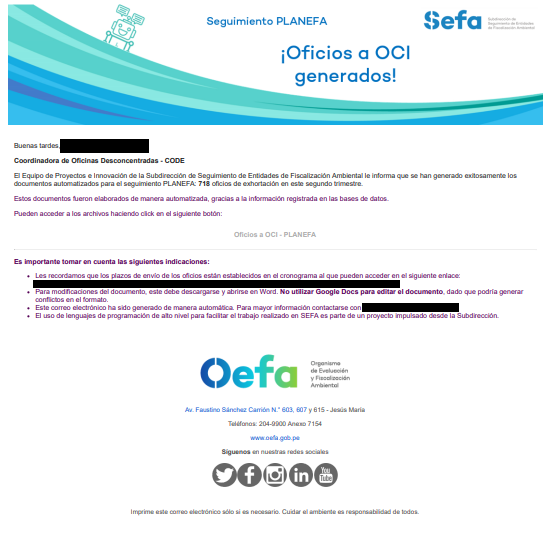 Seguimiento PLANEFA
Sefa
Subdirección de
Seguimiento de Entidades
de Fiscalización Ambiental
¡Oficios a OCI
generados!
Buenas tardes,
Coordinadora de Oficinas Desconcentradas - CODE
El Equipo de Proyectos e Innovación de la Subdirección de Seguimiento de Entidades de Fiscalización Ambiental le informa que se han generado exitosamente los
documentos automatizados para el seguimiento PLANEFA: 718 oficios de exhortación en este segundo trimestre.
Estos documentos fueron elaborados de manera automatizada, gracias a la información registrada en las bases de datos.
Pueden acceder a los archivos haciendo click en el siguiente botón:
Oficios a OCI - PLANEFA
Es importante tomar en cuenta las siguientes indicaciones:
• Les recordamos que los plazos de envío de los oficios están establecidos en el cronograma al que pueden acceder en el siguiente enlace:
• Para modificaciones del documento, este debe descargarse y abrirse en Word. No utilizar Google Docs para editar el documento, dado que podría generar
conflictos en el formato.
• Este correo electrónico ha sido generado de manera automática. Para mayor información contactarse con
• El uso de lenguajes de programación de alto nivel para facilitar el trabajo realizado en SEFA es parte de un proyecto impulsado desde la Subdirección.
Oefa
Organismo
de Evaluación
y Fiscalización
Ambiental
Av. Faustino Sánchez Carrión N.° 603, 607 y 615 - Jesús María
Teléfonos: 204-9900 Anexo 7154
www.oefa.gob.pe
Síguenos en nuestras redes sociales
in
You
Tube
Imprime este correo electrónico sólo si es necesario. Cuidar el ambiente es responsabilidad de todos.